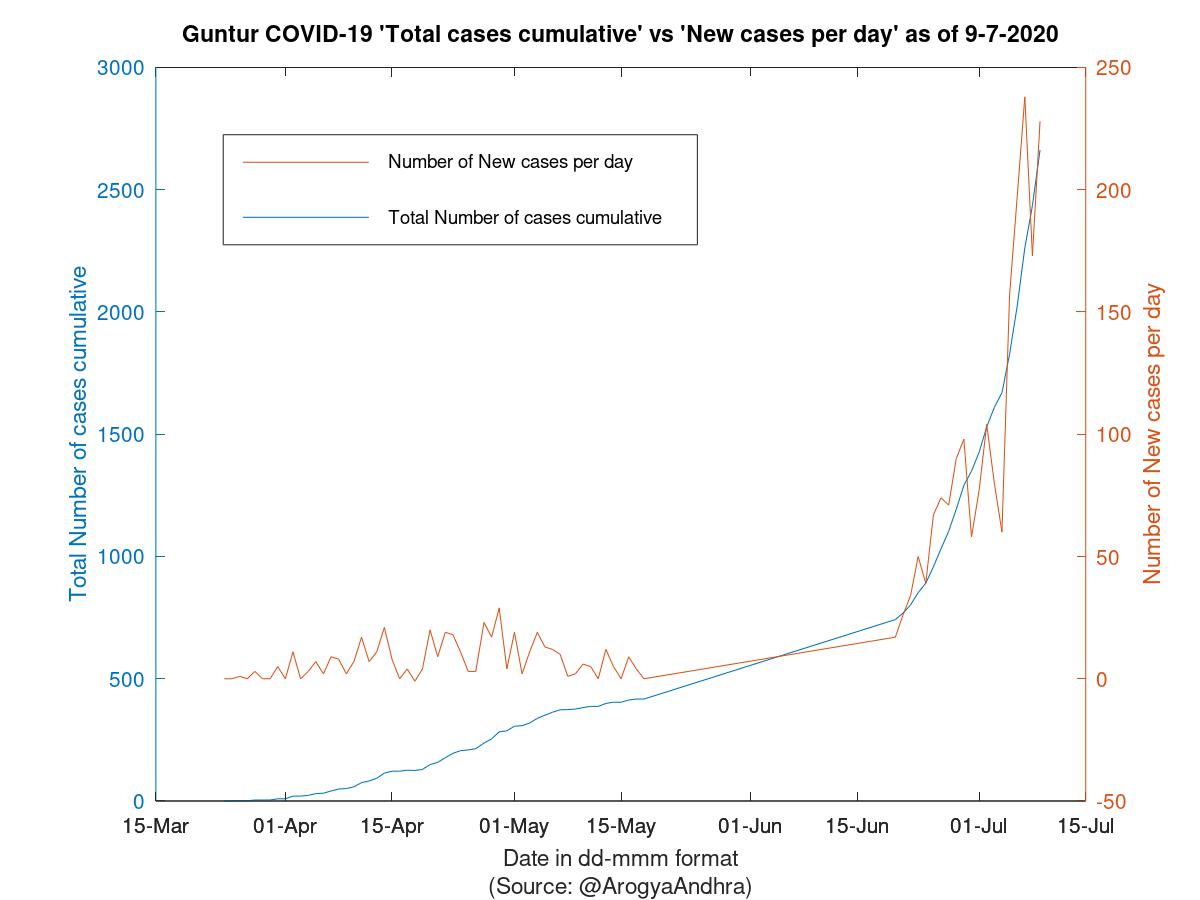 Guntur COVID-19 'Total cases cumulative' vs 'New cases per day' as of 9-7-2020
3000
2500
2000
1500
1000
500
0
Total Number of cases cumulative
Number of New cases per day
Total Number of cases cumulative
250
200
150
100
50
0
-50
Number of New cases per day
15-Mar 01-Apr 15-Apr 01-May 15-May 01-Jun 15-Jun 01-Jul 15-Jul
Date in dd-mmm format
(Source: @ArogyaAndhra)